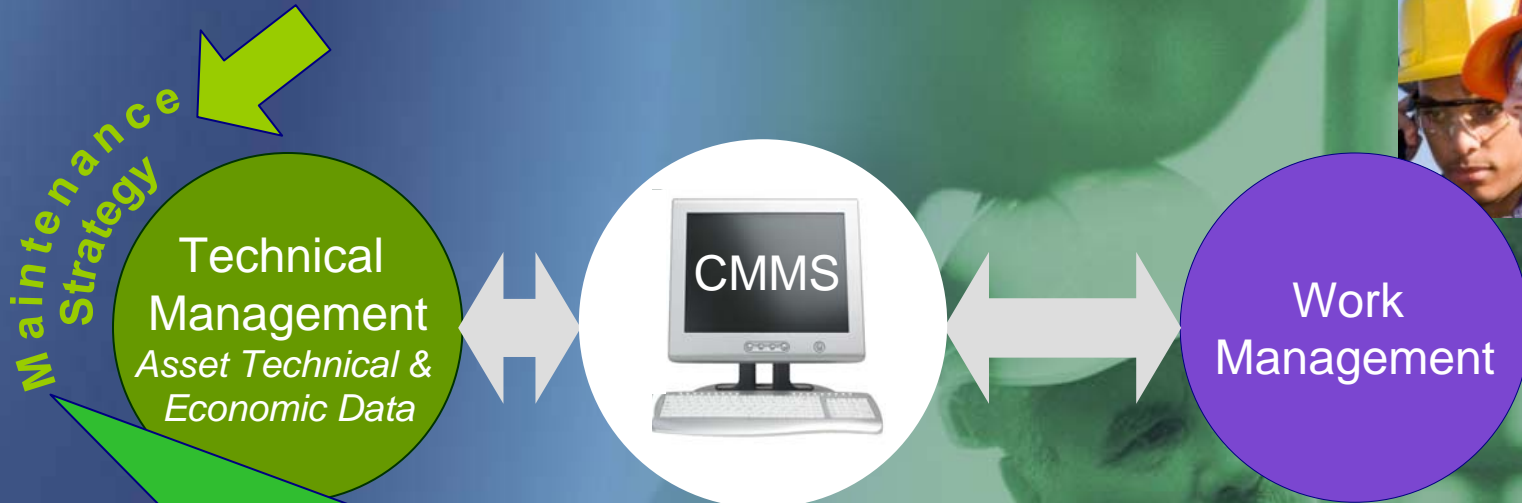 Maintenance
Strategy
Technical
Management
Asset Technical &
Economic Data
CMMS
Work
Management